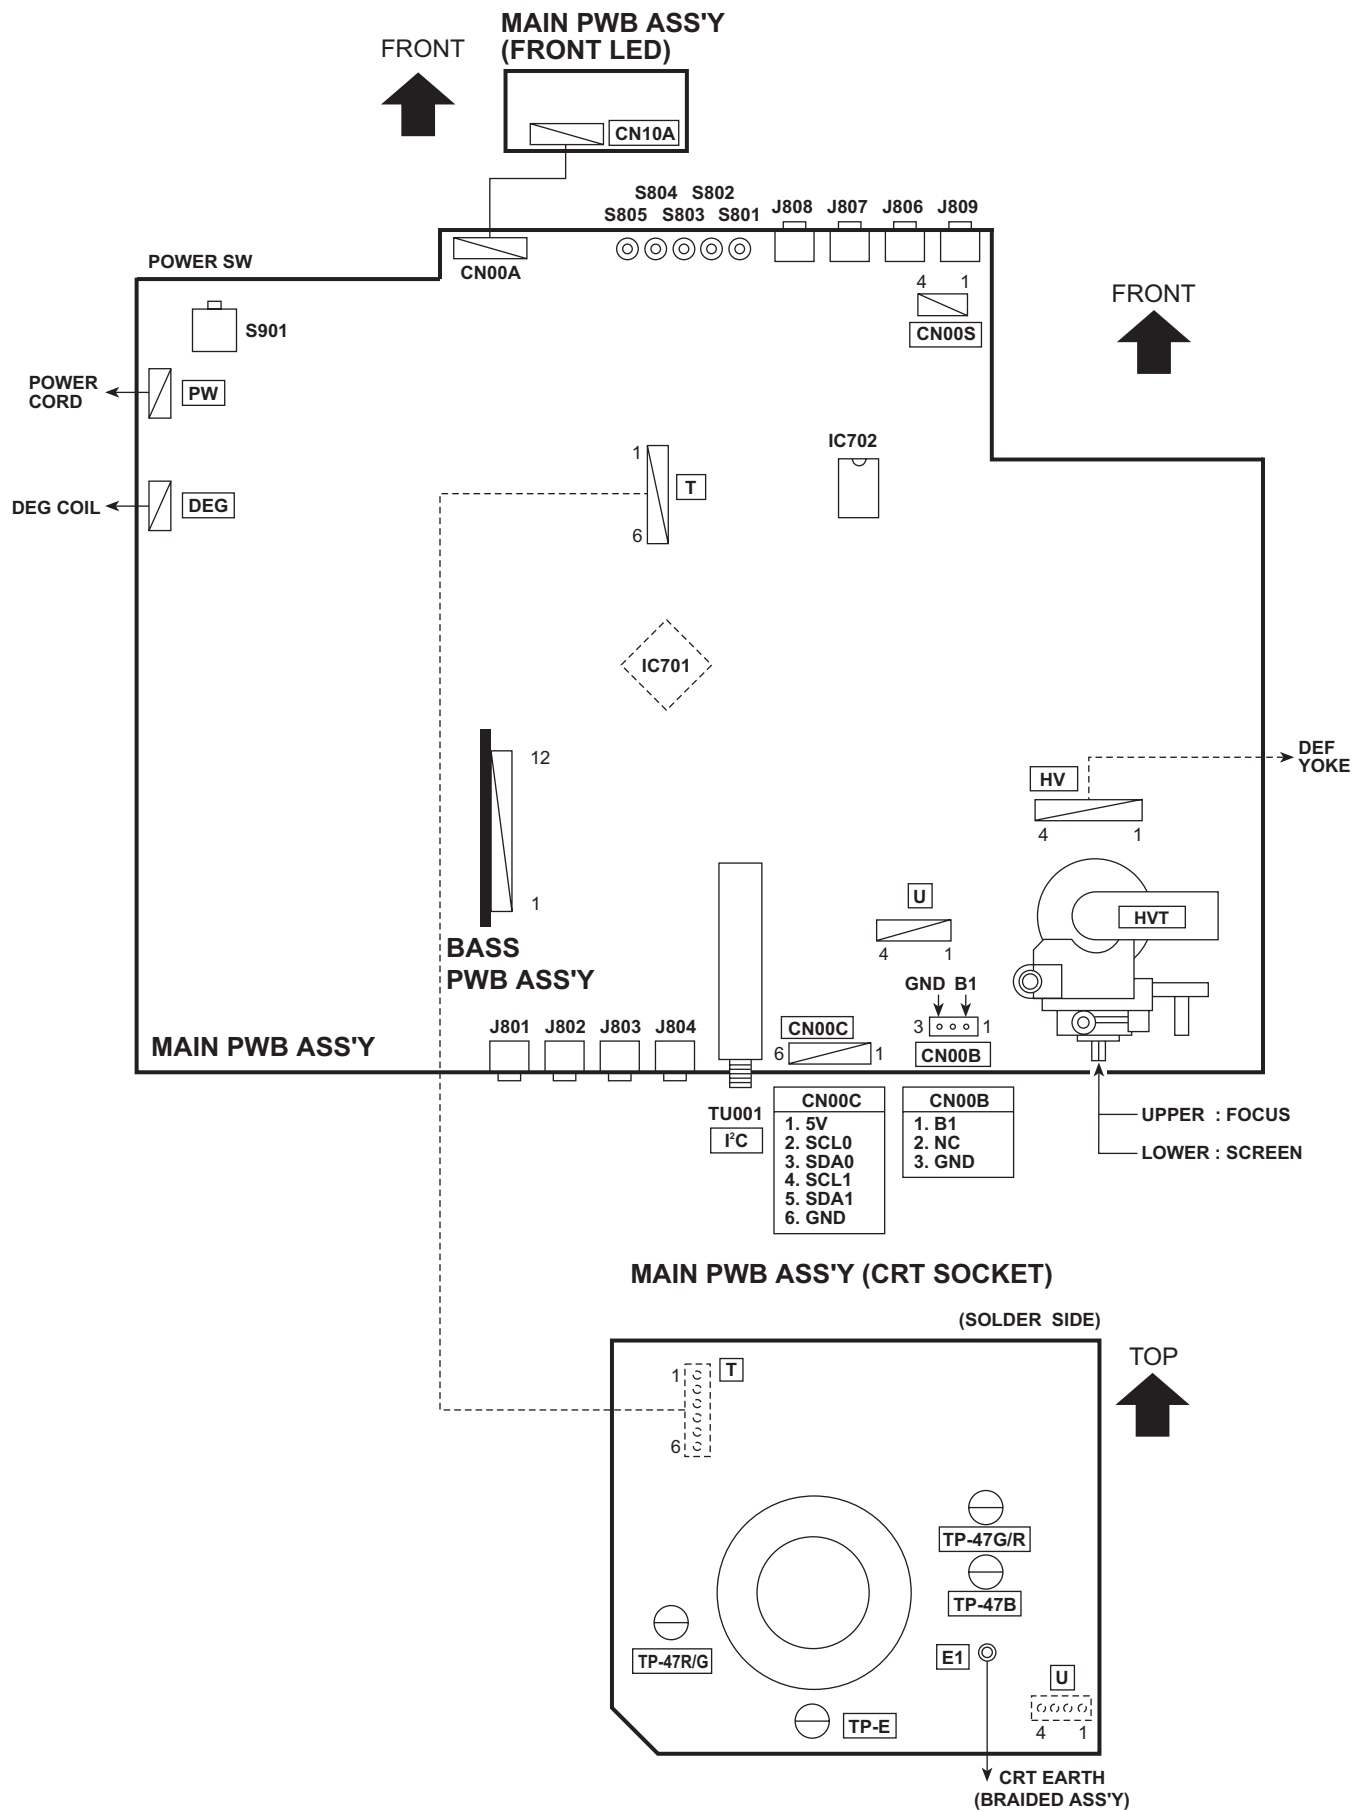 MAIN PWB ASS'Y
(FRONT LED)
FRONT
CN10A
S804 S802
S805 S803 S801
J808 J807 J806 J809
POWER SW
CN00A
4 1
CN00S
FRONT
S901
POWER
CORD
PW
1
T
6
IC702
DEG COIL
DEG
IC701
12
1
BASS
PWB ASS'Y
DEF
YOKE
HV
4 1
U
4 1
HVT
GND B1
3 1
CN00B
CN00C
6 1
J801 J802 J803 J804
MAIN PWB ASS'Y
TU001
I²C
CN00C
1. 5V
2. SCL0
3. SDA0
4. SCL1
5. SDA1
6. GND
CN00B
1. B1
2. NC
3. GND
UPPER : FOCUS
LOWER : SCREEN
MAIN PWB ASS'Y (CRT SOCKET)
(SOLDER SIDE)
TOP
1
T
6
TP-47G/R
TP-47B
TP-47R/G
E1
U
4 1
TP-E
CRT EARTH
(BRAIDED ASS'Y)